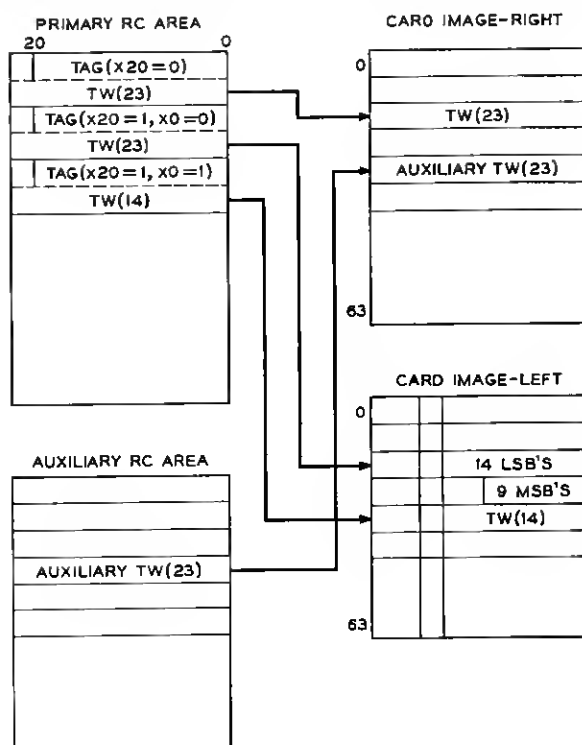 PRIMARY RC AREA
20 0
TAG(X20=0)
TW(23)
TAG(X20=1, X0=0)
TW(23)
TAG(X20=1, X0=1)
TW(14)
AUXILIARY RC AREA
AUXILIARY TW(23)
CARO IMAGE-RIGHT
0
TW(23)
AUXILIARY TW(23)
63
CARD IMAGE-LEFT
0
14 LSB'S
9 MSB'S
TW(14)
63